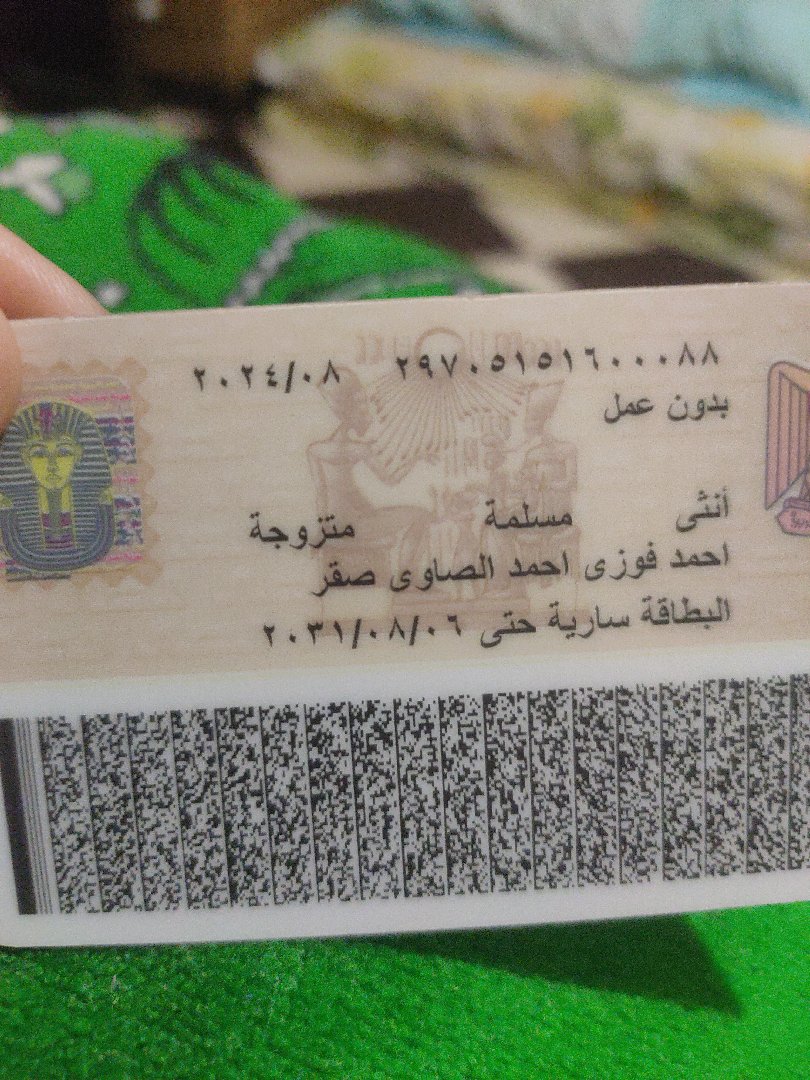 ٢٩٧٠٥١٥١٦٠٠٠٨٨ ٢٠٢٤/٠٨
بدون عمل
أنثى مسلمة متزوجة
احمد فوزى احمد الصاوى صقر
البطاقة سارية حتى ٢٠٣١/٠٨/٠٦